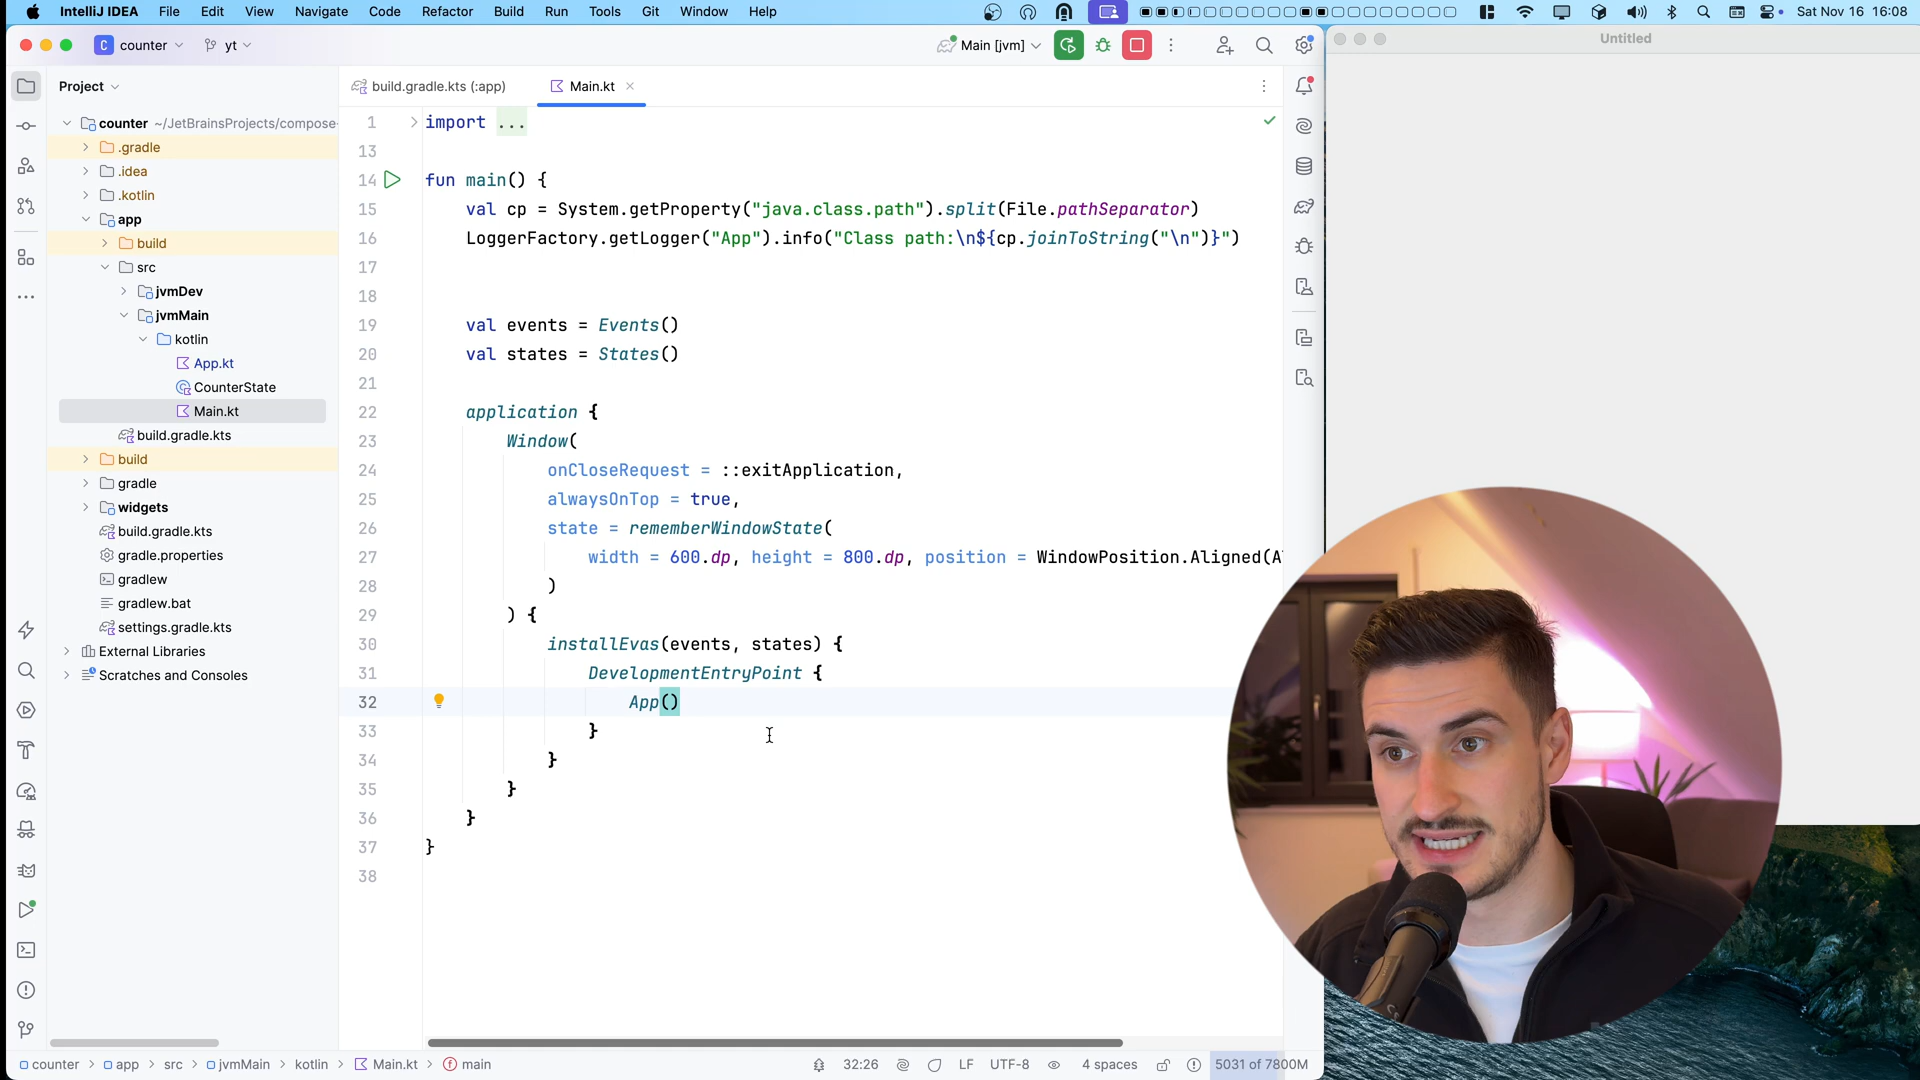 IntelliJ IDEA File Edit View Navigate Code Refactor Build Run Tools Git Window Help Sat Nov 16 16:08
C counter yt Main [jvm]
Untitled
Project
build.gradle.kts (:app)
Main.kt
counter ~/JetBrainsProjects/compose-
.gradle
.idea
.kotlin
app
build
src
jvmDev
jvmMain
kotlin
App.kt
CounterState
Main.kt
build.gradle.kts
build
gradle
widgets
build.gradle.kts
gradle.properties
gradlew
gradlew.bat
settings.gradle.kts
External Libraries
Scratches and Consoles
1 import ...
13
14 fun main() {
15 val cp = System.getProperty("java.class.path").split(File.pathSeparator)
16 LoggerFactory.getLogger("App").info("Class path:\n${cp.joinToString("\n")}")
17
18
19 val events = Events()
20 val states = States()
21
22 application {
23 Window(
24 onCloseRequest = ::exitApplication,
25 alwaysOnTop = true,
26 state = rememberWindowState(
27 width = 600.dp, height = 800.dp, position = WindowPosition.Aligned(A
28 )
29 ) {
30 installEvas(events, states) {
31 DevelopmentEntryPoint {
32 App()
33 }
34 }
35 }
36 }
37 }
38
counter > app > src > jvmMain > kotlin > Main.kt > main 32:26 LF UTF-8 4 spaces 5031 of 7800M